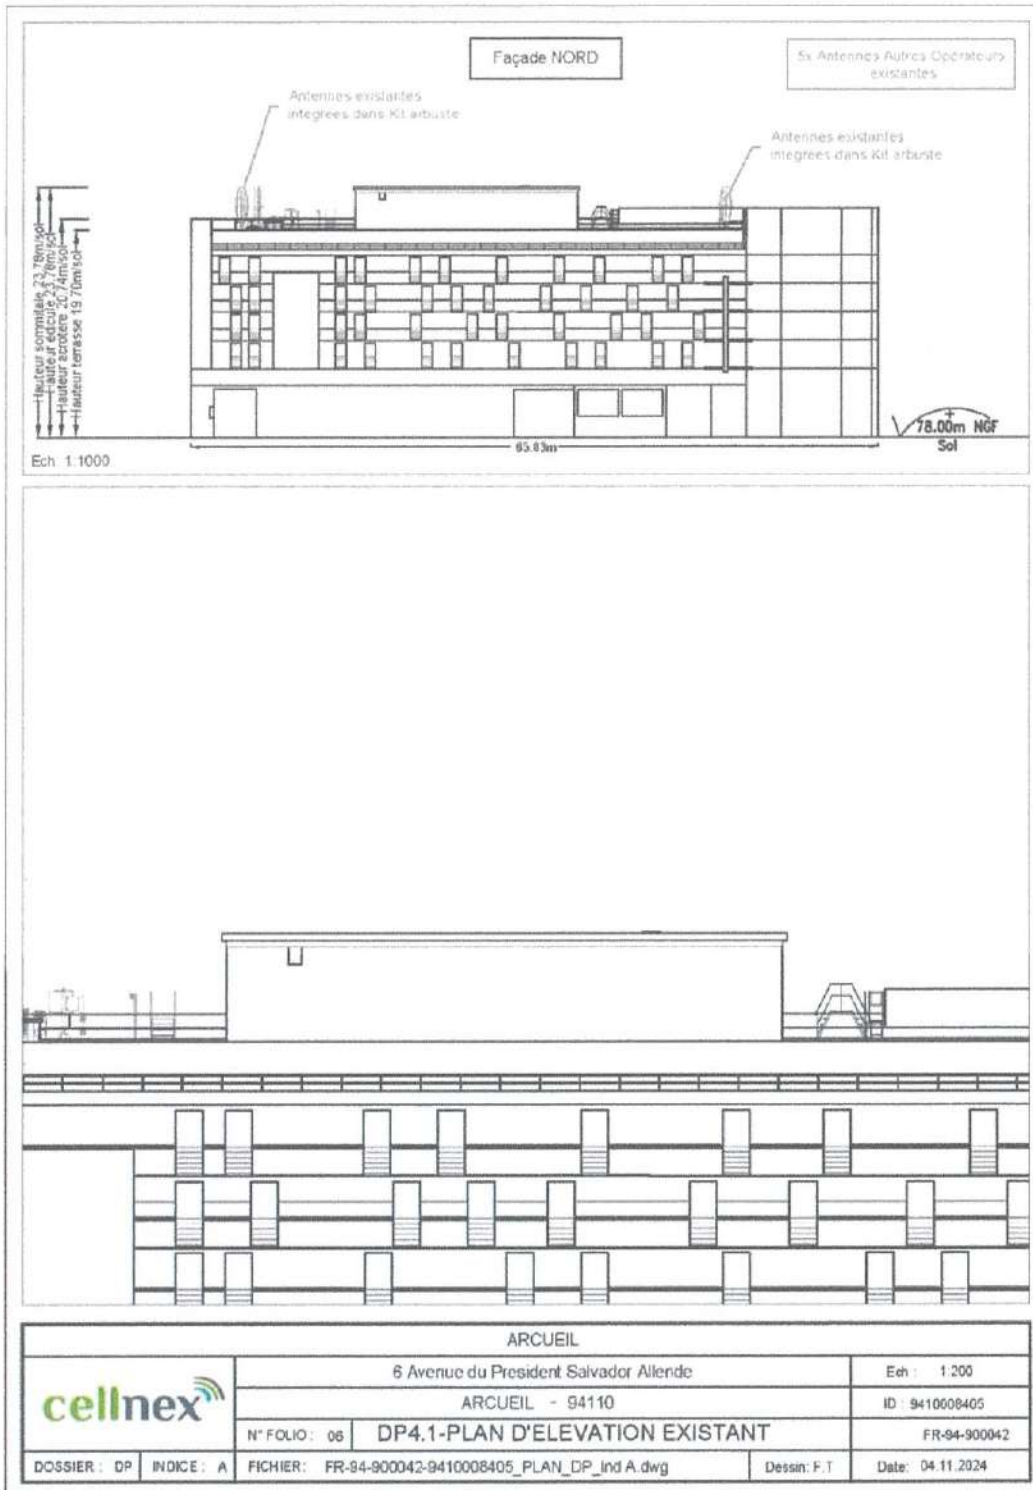 Façade NORD
5x Antennes Autres Opérateurs
existantes
Antennes existantes
integrees dans Kit arbuste
Antennes existantes
integrees dans Kit arbuste
Hauteur sommitale 23.78m/sol
Hauteur edicule 23.78m/sol
Hauteur acrotere 20.74m/sol
Hauteur terrasse 19.70m/sol
65.83m
78.00m NGF
Sol
Ech 1:1000
ARCUEIL
cellnex
6 Avenue du President Salvador Allende
Ech : 1:200
ARCUEIL - 94110
ID : 9410008405
N° FOLIO : 06
DP4.1-PLAN D'ELEVATION EXISTANT
FR-94-900042
DOSSIER : DP
INDICE : A
FICHIER: FR-94-900042-9410008405_PLAN_DP_Ind A.dwg
Dessin: F.T
Date: 04.11.2024